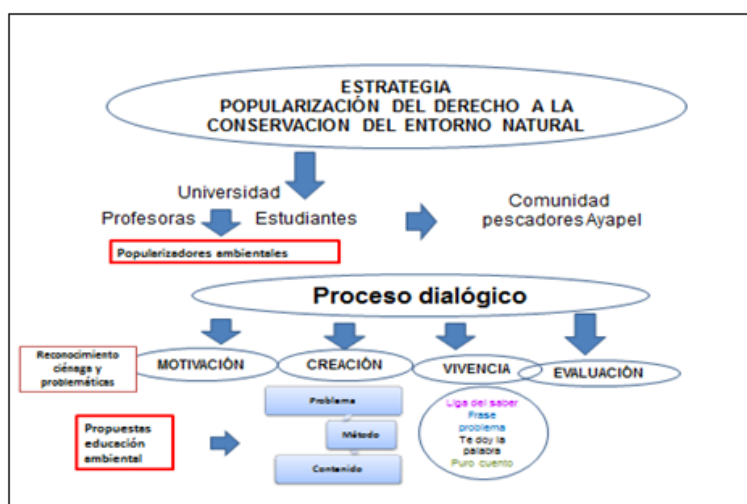 ESTRATEGIA
POPULARIZACIÓN DEL DERECHO A LA
CONSERVACION DEL ENTORNO NATURAL
Universidad
Profesoras
Estudiantes
Comunidad
pescadores Ayapel
Popularizadores ambientales
Proceso dialógico
Reconocimiento
ciénaga y
problemáticas
MOTIVACIÓN
CREACIÓN
VIVENCIA
EVALUACIÓN
Propuestas
educación
ambiental
Problema
Método
Contenido
Liga del saber
Frase
problema
Te doy la
palabra
Puro cuento